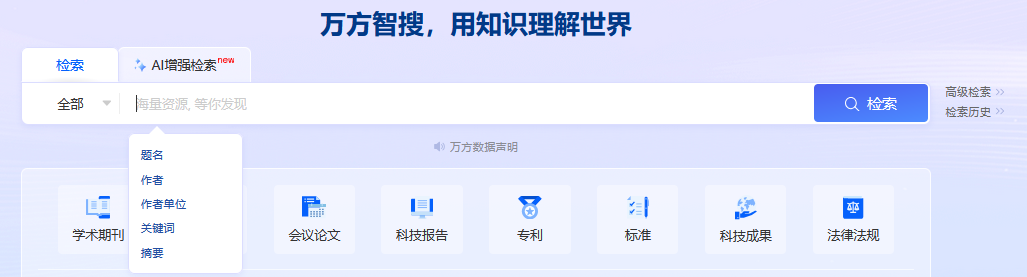 万方智搜，用知识理解世界
检索
AI增强检索new
全部
海量资源, 等你发现
检索
高级检索 >>
检索历史 >>
题名
作者
作者单位
关键词
摘要
万方数据声明
学术期刊
会议论文
科技报告
专利
标准
科技成果
法律法规